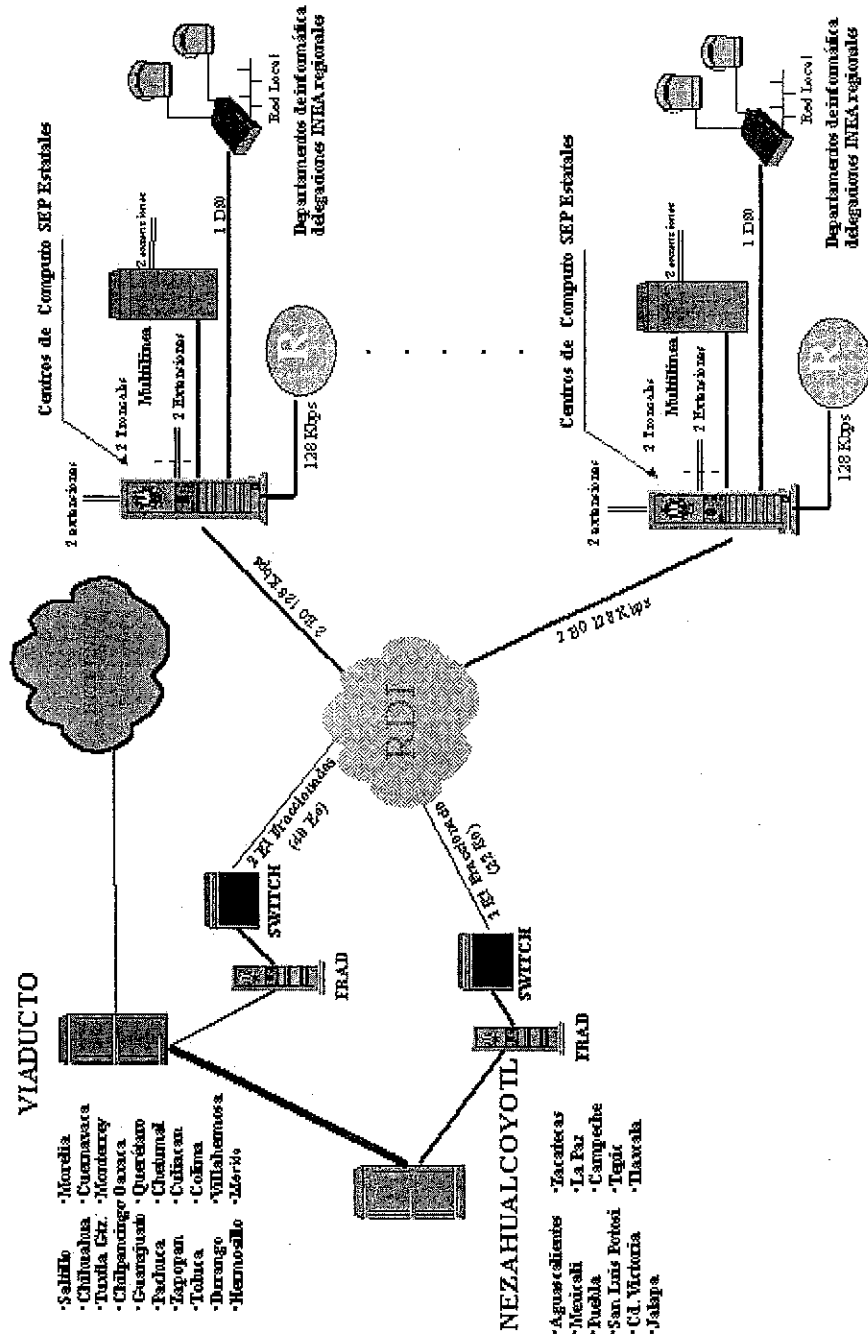 VIADUCTO
•Saltillo •Morelia
•Chihuahua •Cuernavaca
•Tuxtla Gtz. •Monterrey
•Chilpancingo Oaxaca
•Guanajuato •Querétaro
•Pachuca •Chetumal
•Zapopan •Culiacan
•Toluca •Colima
•Durango •Villahermosa
•Hermosillo •Merida
FRAD
SWITCH
2 E1 Fraccionados
(40 E0)
NEZAHUALCOYOTL
•Aguascalientes •Zacatecas
•Mexicali •La Paz
•Puebla •Campeche
•San Luis Potosi •Tepic
•Cd. Victoria •Tlaxcala
•Jalapa
FRAD
SWITCH
1 E1 Fraccionado
(22 E0)
RDI
2 E0 128 Kbps
2 E0 128 Kbps
Centros de Computo SEP Estatales
2 extensiones
2 Troncales
Multilínea
2 Extensiones
2 extensiones
1 DS0
128 Kbps
R
Red Local
Departamentos de informática
delegaciones INEA regionales
Centros de Computo SEP Estatales
2 extensiones
2 Troncales
Multilínea
2 Extensiones
2 extensiones
1 DS0
128 Kbps
R
Red Local
Departamentos de informática
delegaciones INEA regionales